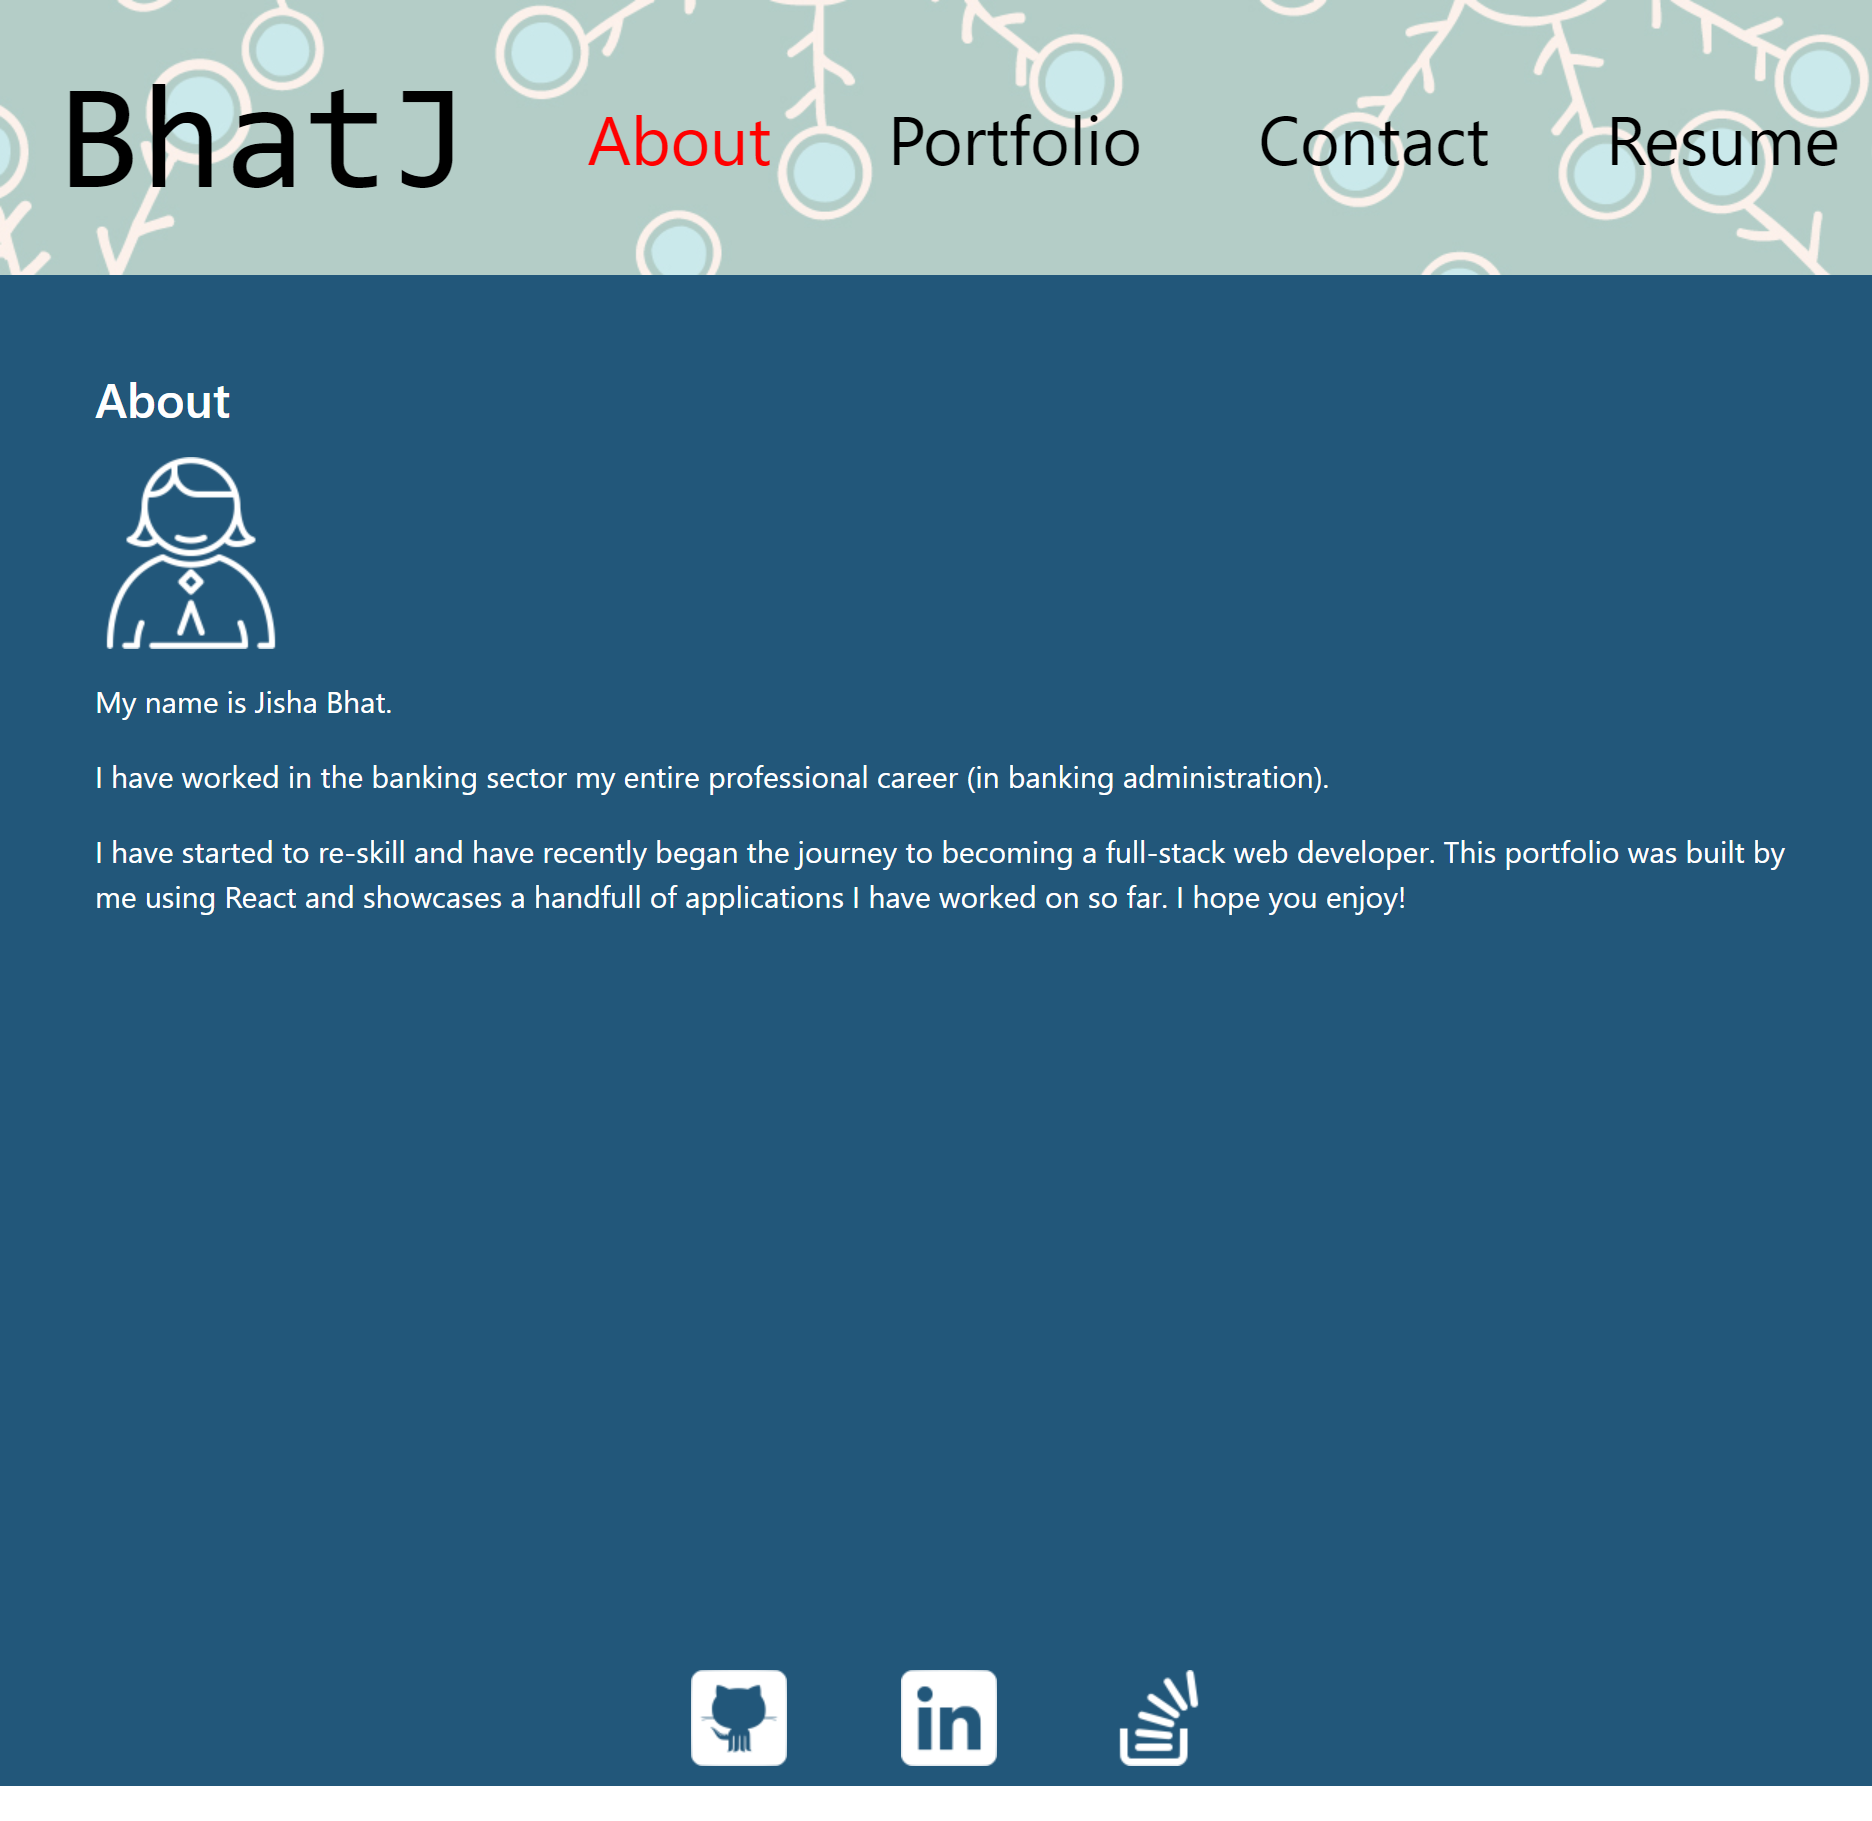 BhatJ About Portfolio Contact Resume
About
My name is Jisha Bhat.
I have worked in the banking sector my entire professional career (in banking administration).
I have started to re-skill and have recently began the journey to becoming a full-stack web developer. This portfolio was built by
me using React and showcases a handfull of applications I have worked on so far. I hope you enjoy!
in